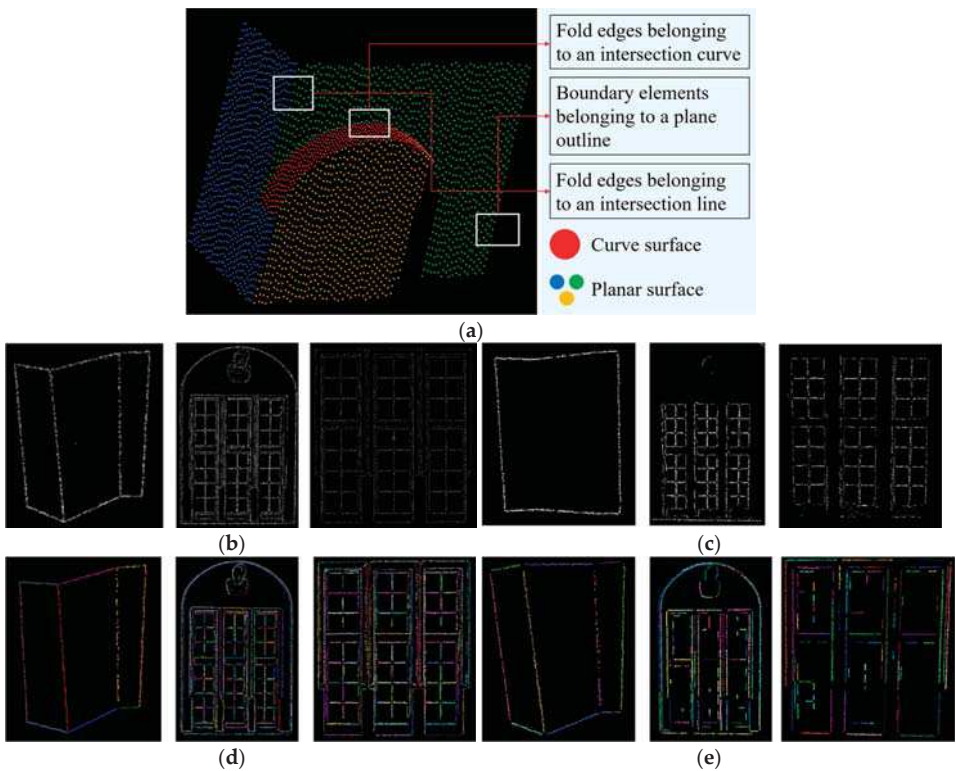 Fold edges belonging
to an intersection curve
Boundary elements
belonging to a plane
outline
Fold edges belonging
to an intersection line
Curve surface
Planar surface
(a)
(b)
(c)
(d)
(e)